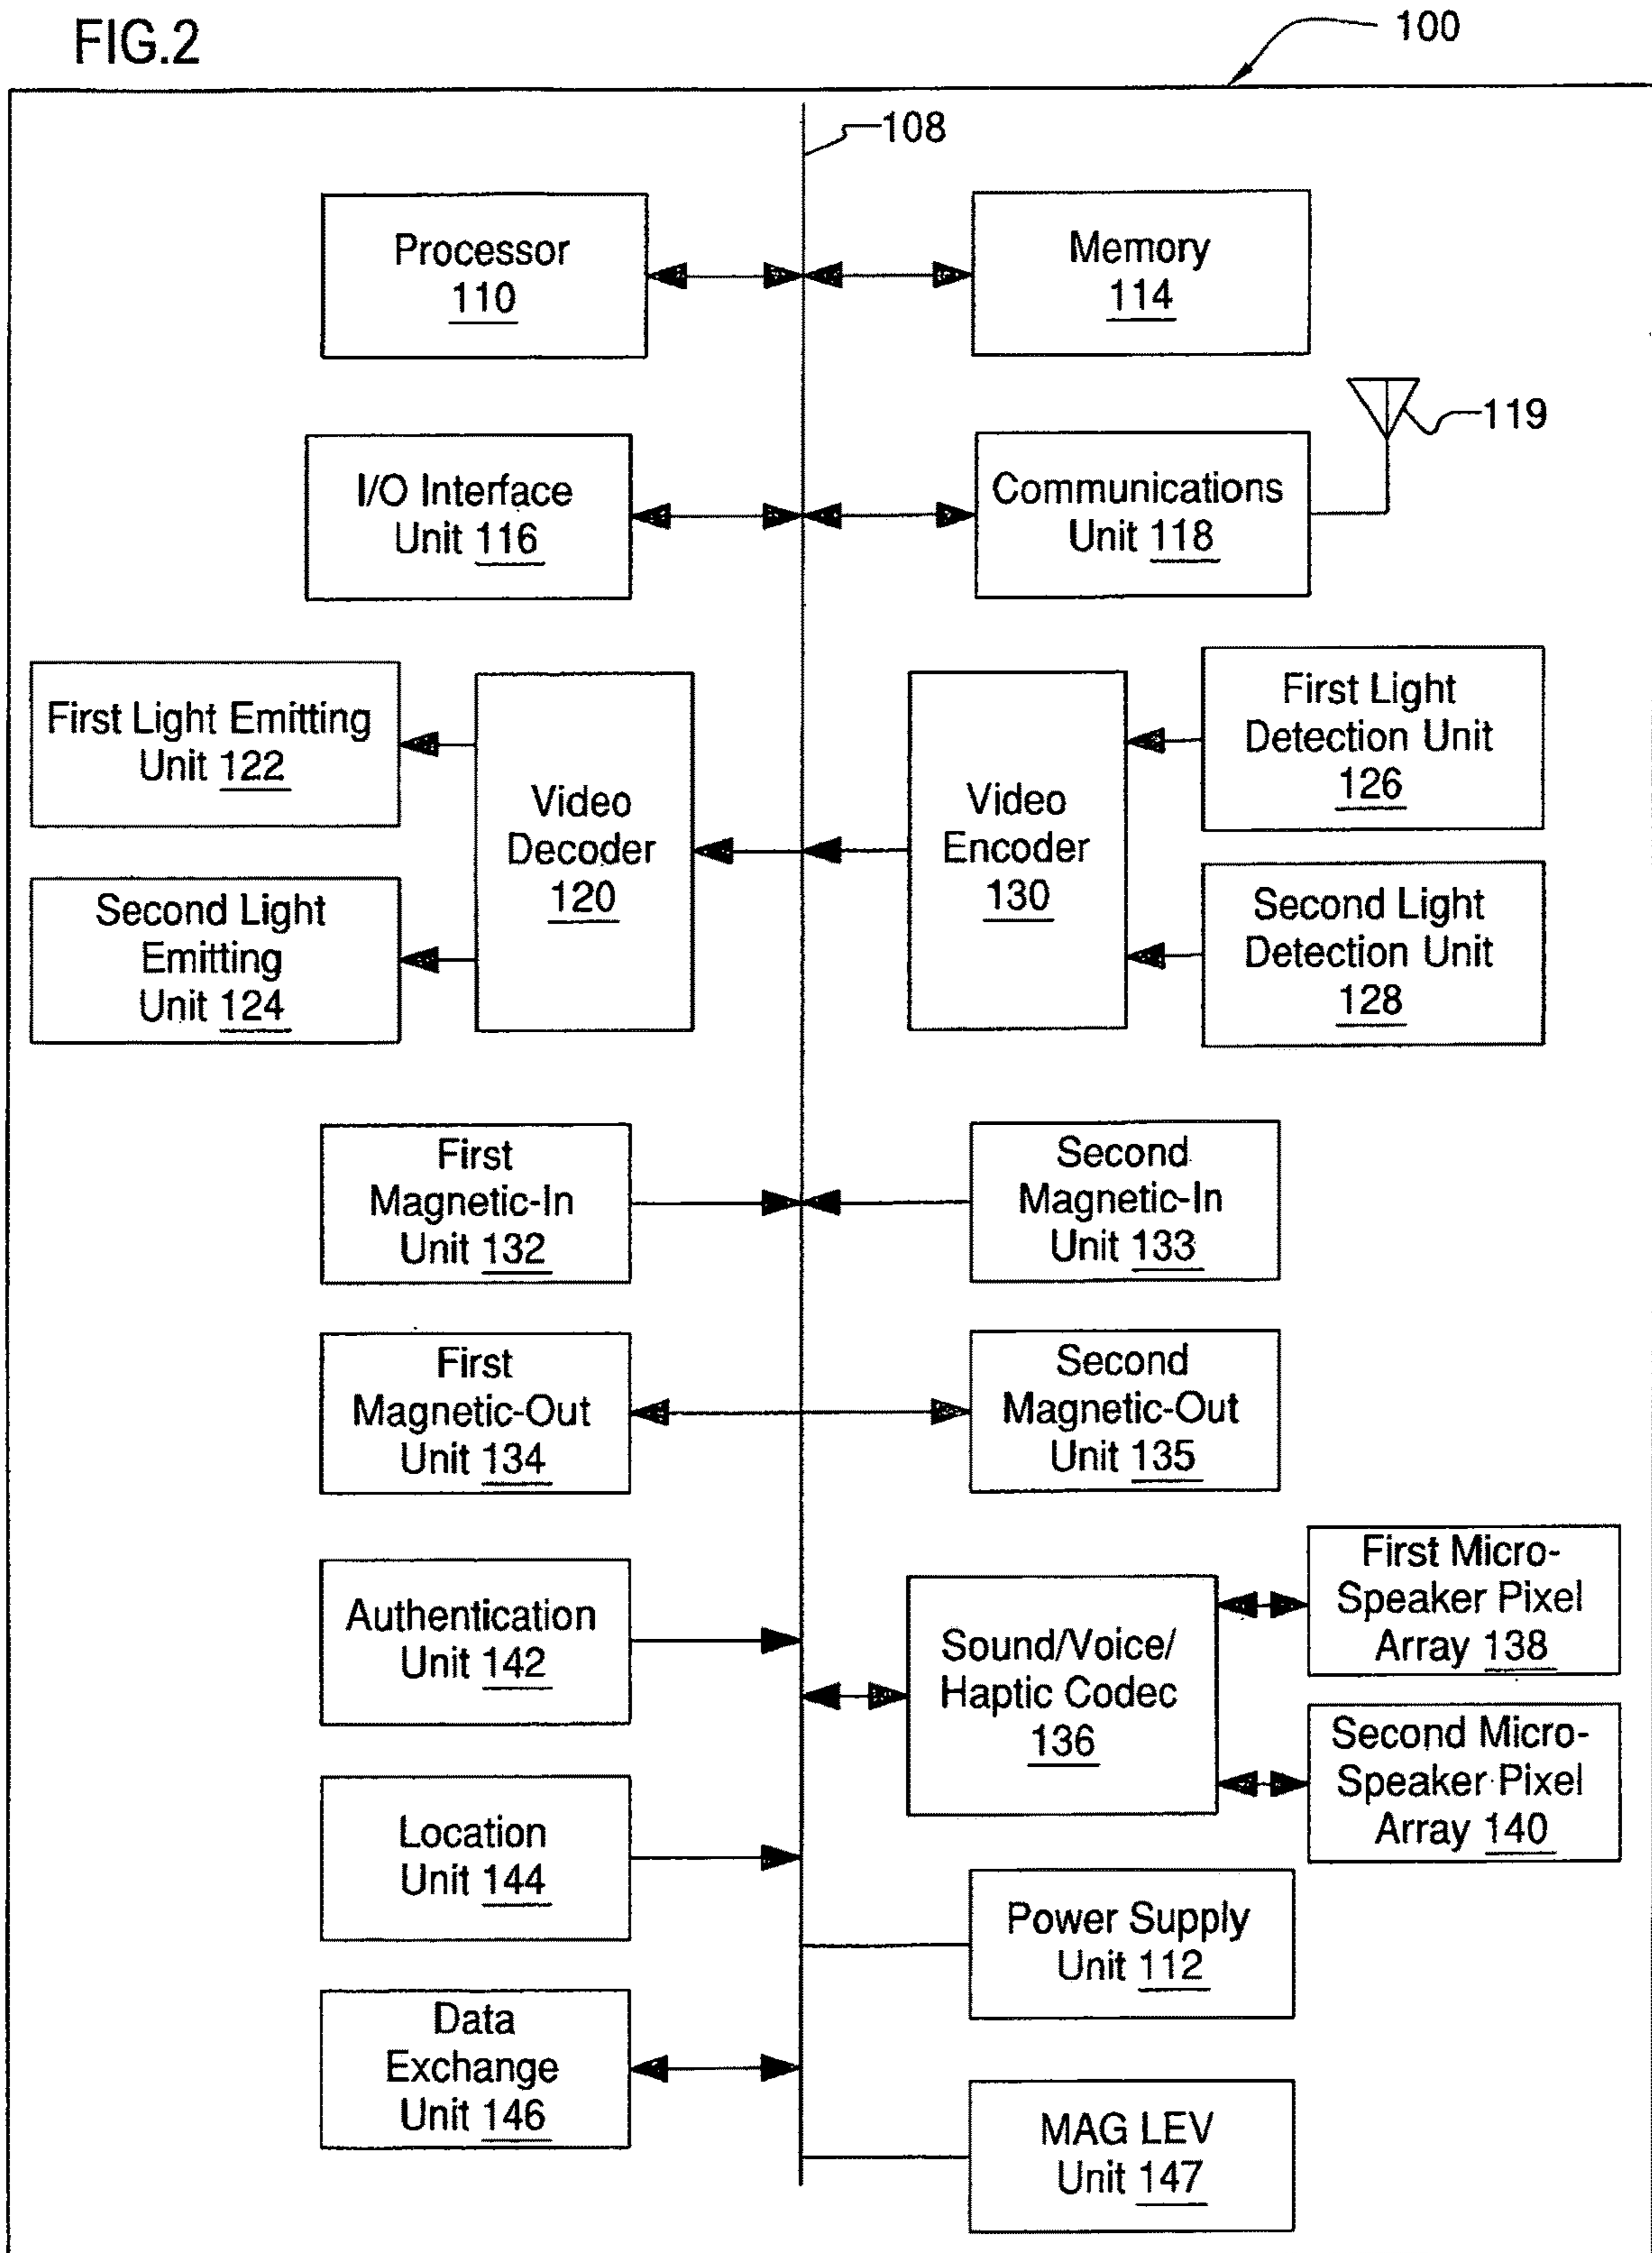 FIG.2
100
108
Processor
110
Memory
114
119
I/O Interface
Unit 116
Communications
Unit 118
First Light Emitting
Unit 122
Second Light
Emitting
Unit 124
Video
Decoder
120
Video
Encoder
130
First Light
Detection Unit
126
Second Light
Detection Unit
128
First
Magnetic-In
Unit 132
Second
Magnetic-In
Unit 133
First
Magnetic-Out
Unit 134
Second
Magnetic-Out
Unit 135
Authentication
Unit 142
Sound/Voice/
Haptic Codec
136
First Micro-
Speaker Pixel
Array 138
Second Micro-
Speaker Pixel
Array 140
Location
Unit 144
Power Supply
Unit 112
Data
Exchange
Unit 146
MAG LEV
Unit 147